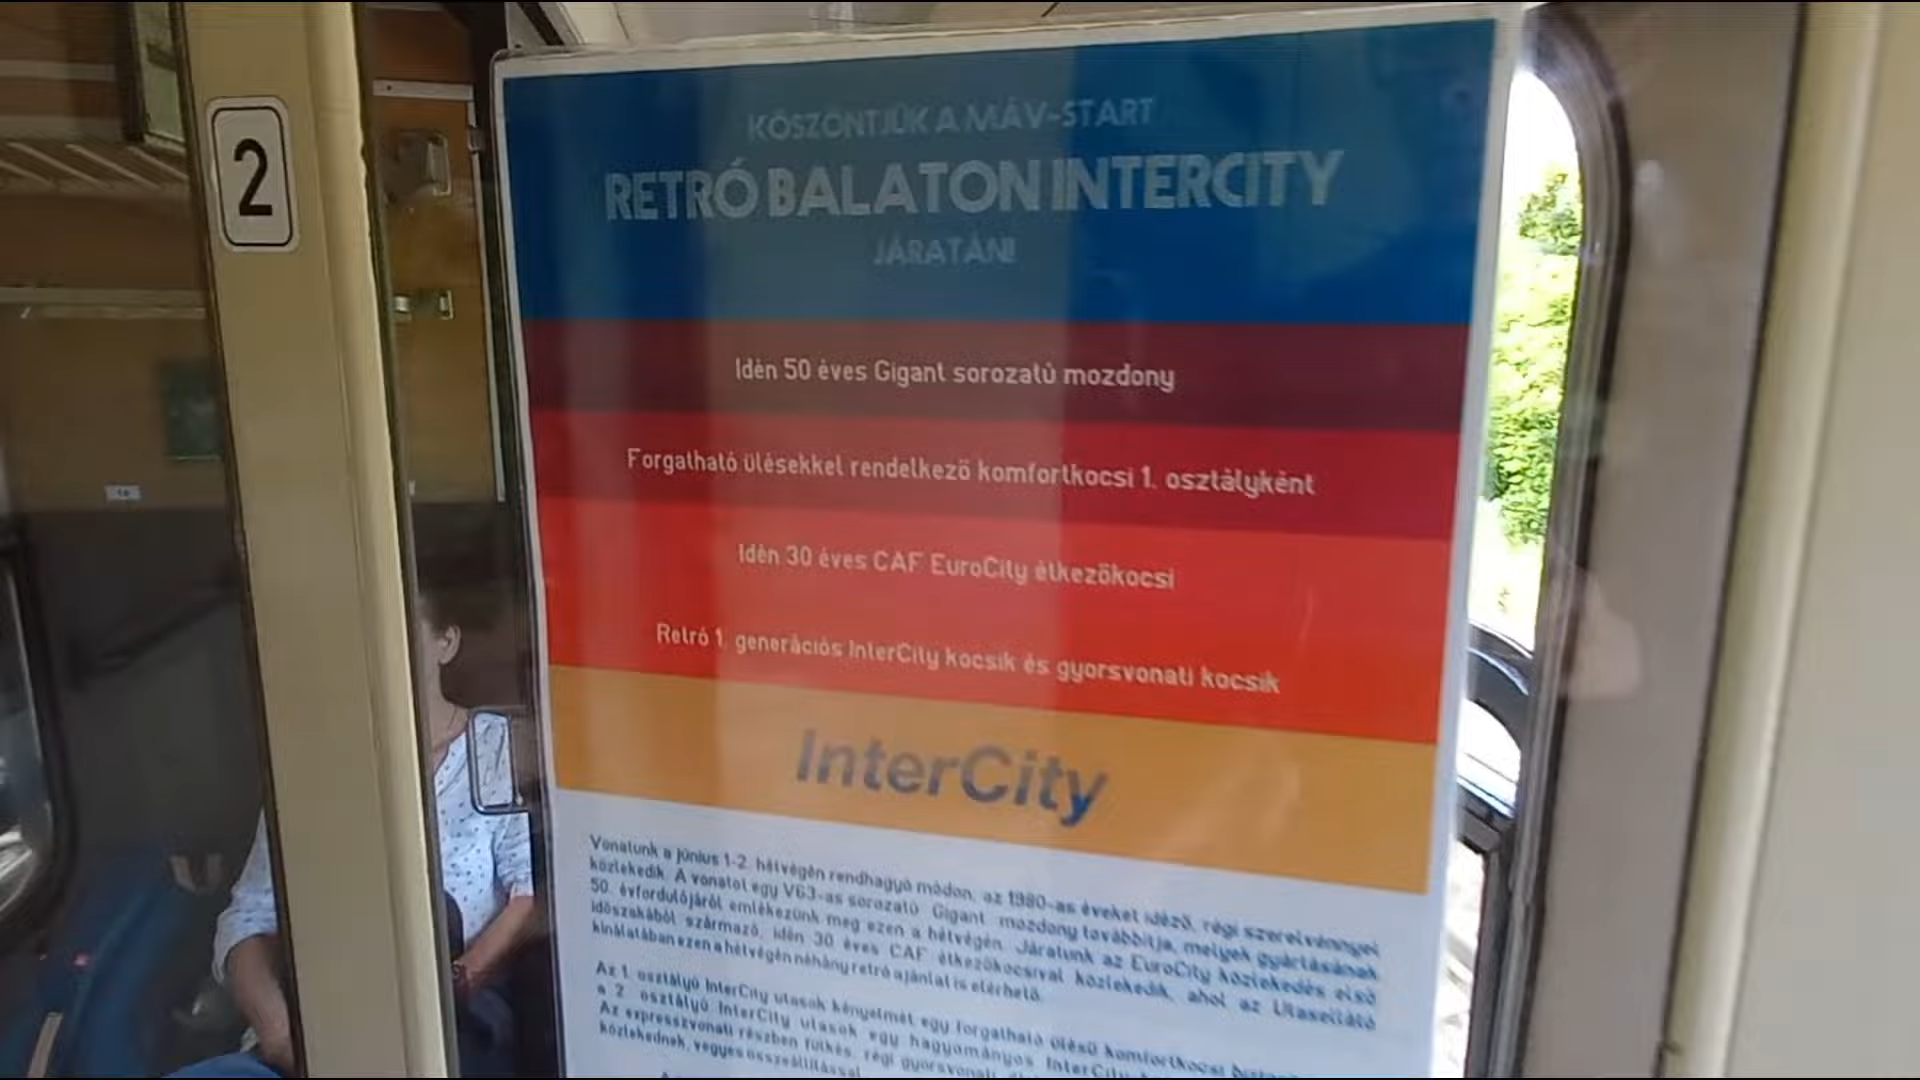 2
KÖSZÖNTJÜK A MÁV-START
RETRÓ BALATON INTERCITY
JÁRATÁN!
Idén 50 éves Gigant sorozatú mozdony
Forgatható ülésekkel rendelkező komfortkocsi 1. osztályként
Idén 30 éves CAF EuroCity étkezőkocsi
Retró 1. generációs InterCity kocsik és gyorsvonati kocsik
InterCity
Vonatunk a június 1-2. hétvégén rendhagyó módon, az 1980-as éveket idéző, régi szerelvénnyel
közlekedik. A vonatot egy V63-as sorozatú Gigant mozdony továbbítja, melyek gyártásának
50. évfordulójáról emlékezünk meg ezen a hétvégén. Járatunk az EuroCity közlekedés első
időszakából származó, idén 30 éves CAF étkezőkocsival közlekedik, ahol az Utasellátó
kínálatában ezen a hétvégén néhány retró ajánlat is elérhető.
Az 1. osztályú InterCity utasok kényelmét egy forgatható ülésű komfortkocsi
a 2. osztályú InterCity utasok egy hagyományos InterCity
Az expresszvonati részben fülkés, régi gyorsvonati
közlekednek, vegyes összeállítással.